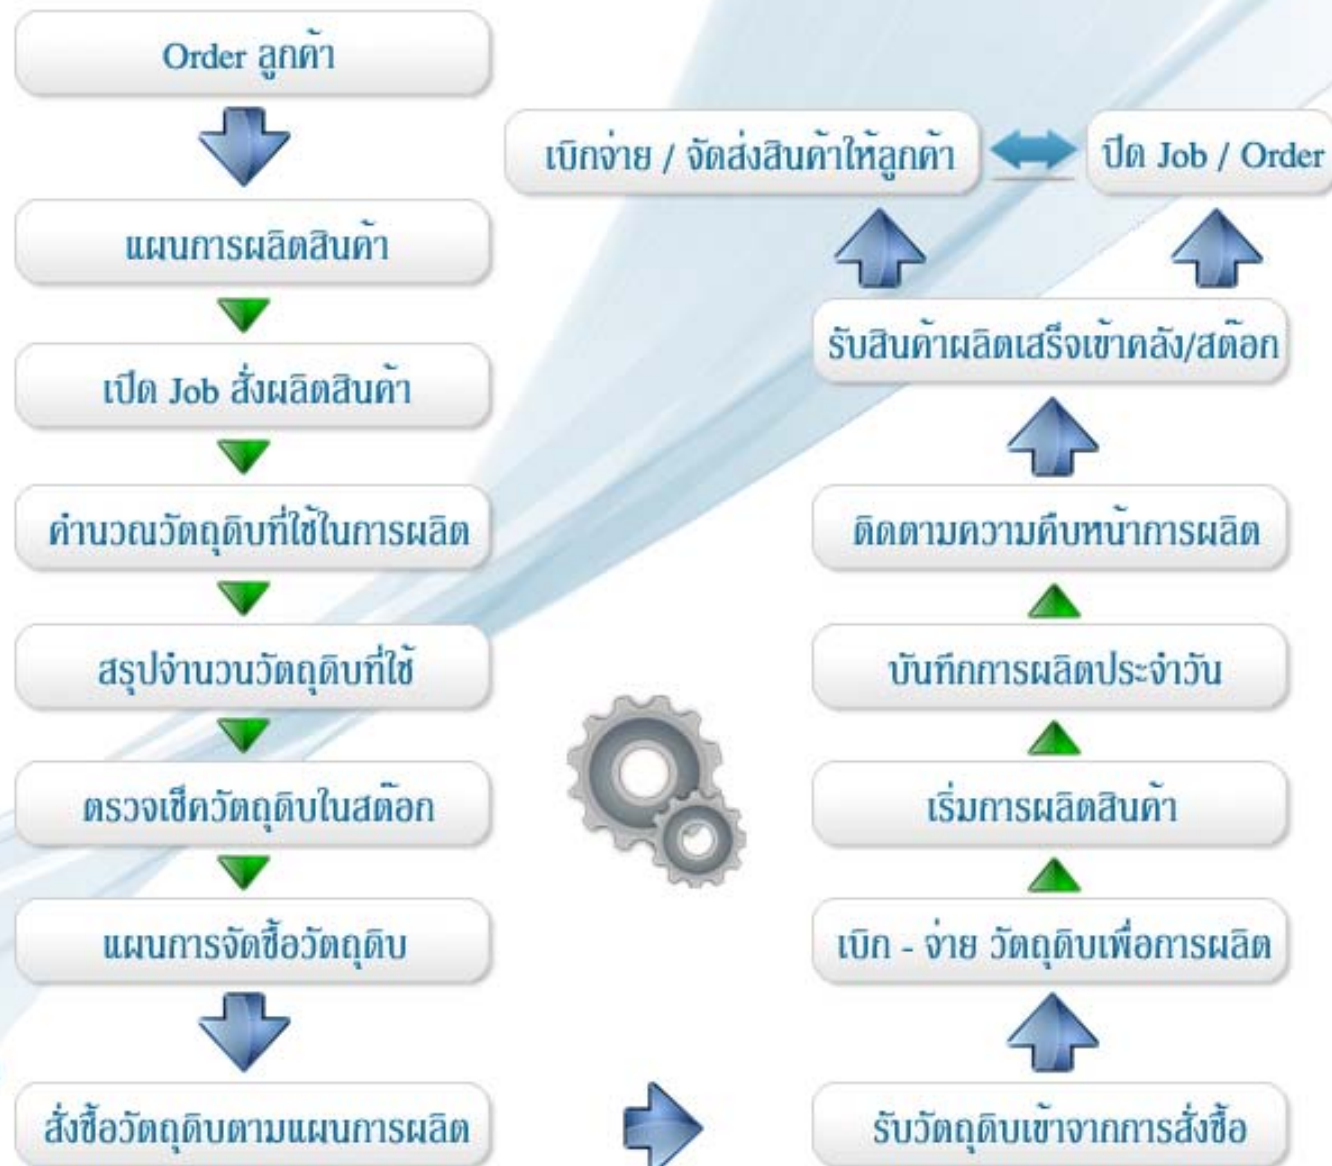 Order ลูกค้า
แผนการผลิตสินค้า
เปิด Job สั่งผลิตสินค้า
คำนวณวัตถุดิบที่ใช้ในการผลิต
สรุปจำนวนวัตถุดิบที่ใช้
ตรวจเช็ควัตถุดิบในสต๊อก
แผนการจัดซื้อวัตถุดิบ
สั่งซื้อวัตถุดิบตามแผนการผลิต
รับวัตถุดิบเข้าจากการสั่งซื้อ
เบิก - จ่าย วัตถุดิบเพื่อการผลิต
เริ่มการผลิตสินค้า
บันทึกการผลิตประจำวัน
ติดตามความคืบหน้าการผลิต
รับสินค้าผลิตเสร็จเข้าคลัง/สต๊อก
เบิกจ่าย / จัดส่งสินค้าให้ลูกค้า
ปิด Job / Order